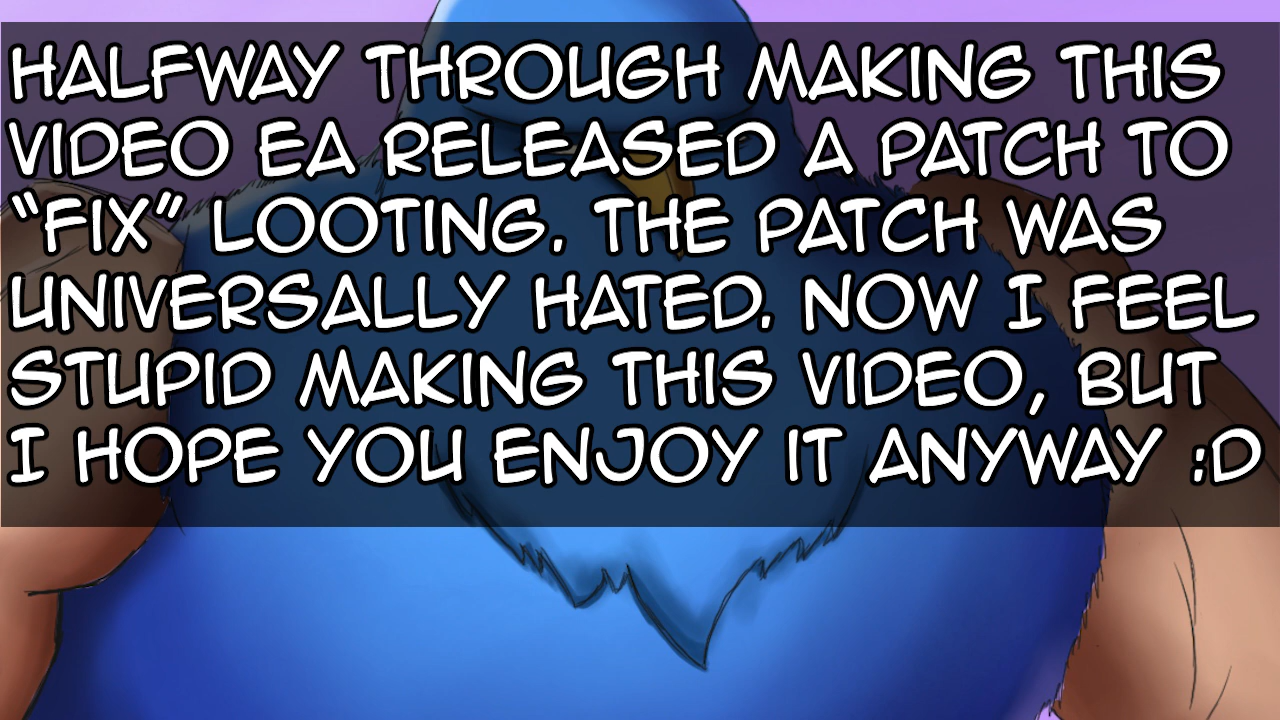 HALFWAY THROUGH MAKING THIS
VIDEO EA RELEASED A PATCH TO
“FIX” LOOTING. THE PATCH WAS
UNIVERSALLY HATED. NOW I FEEL
STUPID MAKING THIS VIDEO, BUT
I HOPE YOU ENJOY IT ANYWAY :D